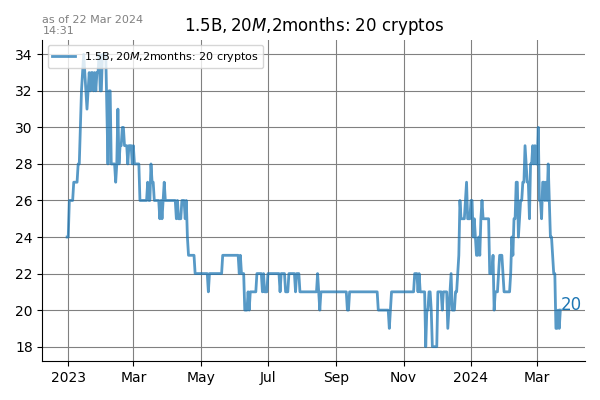 as of 22 Mar 2024
14:31
1.5B, 20M,2months: 20 cryptos
1.5B, 20M,2months: 20 cryptos
34
32
30
28
26
24
22
20
18
20
2023
Mar
May
Jul
Sep
Nov
2024
Mar